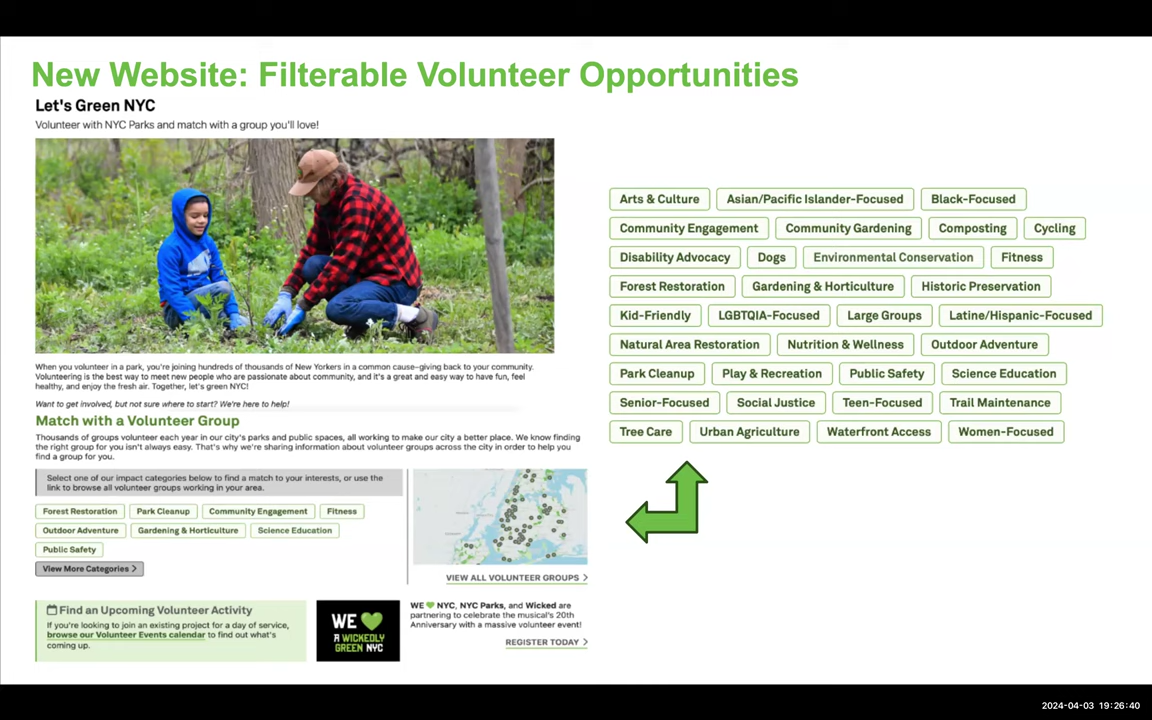 New Website: Filterable Volunteer Opportunities
Let's Green NYC
Volunteer with NYC Parks and match with a group you'll love!
When you volunteer in a park, you're joining hundreds of thousands of New Yorkers in a common cause–giving back to your community.
Volunteering is the best way to meet new people who are passionate about community, and it's a great and easy way to have fun, feel
healthy, and enjoy the fresh air. Together, let's green NYC!
Want to get involved, but not sure where to start? We're here to help!
Match with a Volunteer Group
Thousands of groups volunteer each year in our city's parks and public spaces, all working to make our city a better place. We know finding
the right group for you isn't always easy. That's why we're sharing information about volunteer groups across the city in order to help you
find a group for you.
Select one of our impact categories below to find a match to your interests, or use the
link to browse all volunteer groups working in your area.
Forest Restoration Park Cleanup Community Engagement Fitness
Outdoor Adventure Gardening & Horticulture Science Education
Public Safety
View More Categories >
VIEW ALL VOLUNTEER GROUPS >
Find an Upcoming Volunteer Activity
If you're looking to join an existing project for a day of service,
browse our Volunteer Events calendar to find out what's
coming up.
WE
A WICKEDLY
GREEN NYC
WE NYC, NYC Parks, and Wicked are
partnering to celebrate the musical's 20th
Anniversary with a massive volunteer event!
REGISTER TODAY >
Arts & Culture Asian/Pacific Islander-Focused Black-Focused
Community Engagement Community Gardening Composting Cycling
Disability Advocacy Dogs Environmental Conservation Fitness
Forest Restoration Gardening & Horticulture Historic Preservation
Kid-Friendly LGBTQIA-Focused Large Groups Latine/Hispanic-Focused
Natural Area Restoration Nutrition & Wellness Outdoor Adventure
Park Cleanup Play & Recreation Public Safety Science Education
Senior-Focused Social Justice Teen-Focused Trail Maintenance
Tree Care Urban Agriculture Waterfront Access Women-Focused
2024-04-03 19:26:40